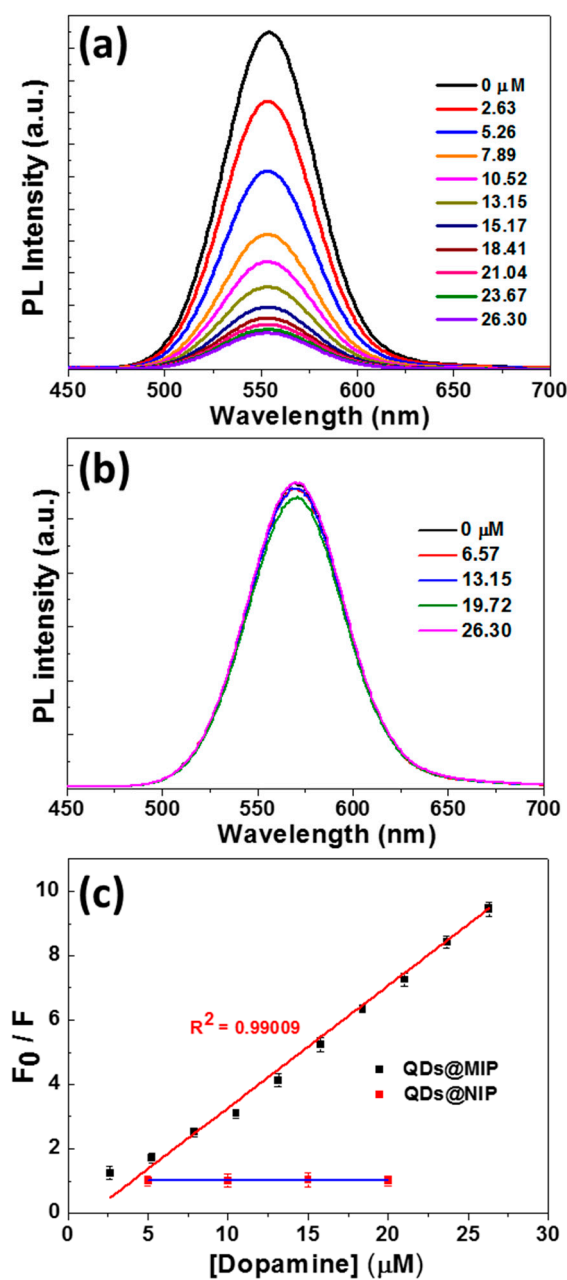 (a)
PL Intensity (a.u.)
0 μM
2.63
5.26
7.89
10.52
13.15
15.17
18.41
21.04
23.67
26.30
450 500 550 600 650 700
Wavelength (nm)
(b)
PL intensity (a.u.)
0 μM
6.57
13.15
19.72
26.30
450 500 550 600 650 700
Wavelength (nm)
(c)
F0 / F
10
8
6
4
2
0
R2 = 0.99009
QDs@MIP
QDs@NIP
0 5 10 15 20 25 30
[Dopamine] (μM)